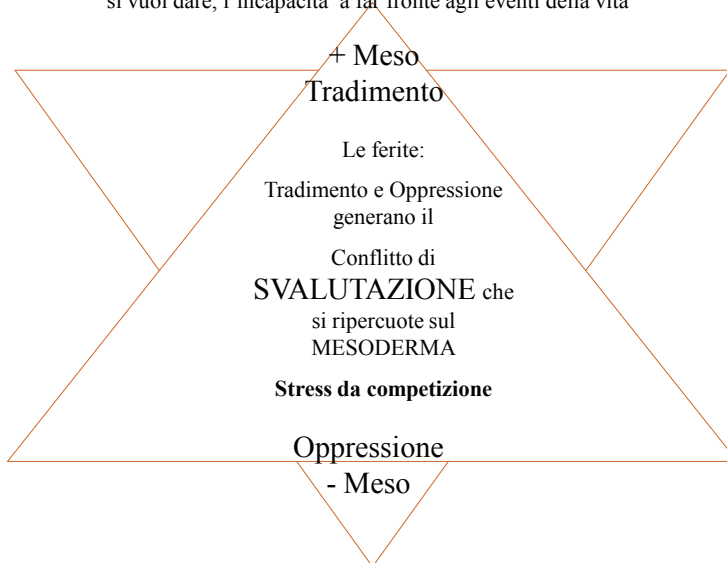 si vuol dare, l'incapacita' a far fronte agli eventi della vita
+ Meso
Tradimento
Le ferite:
Tradimento e Oppressione
generano il
Conflitto di
SVALUTAZIONE che
si ripercuote sul
MESODERMA
Stress da competizione
Oppressione
- Meso